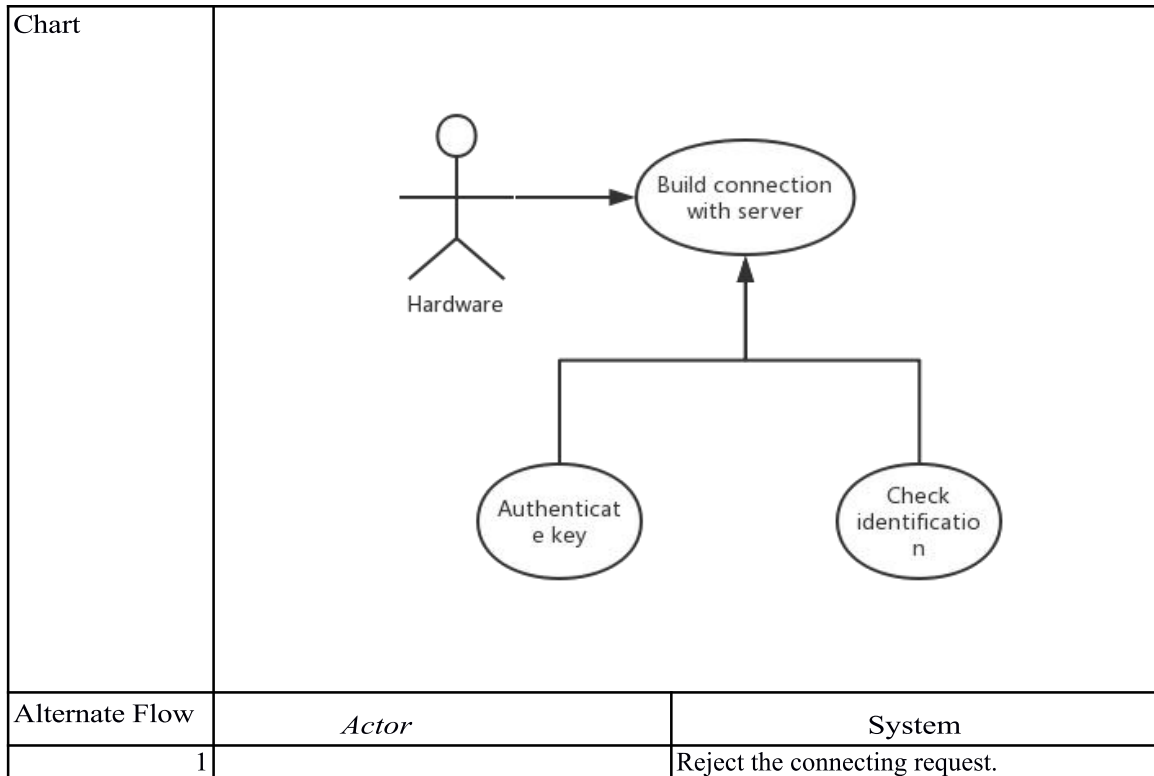 Chart
Build connection
with server
Hardware
Authenticat
e key
Check
identificatio
n
Alternate Flow
Actor
System
1
Reject the connecting request.